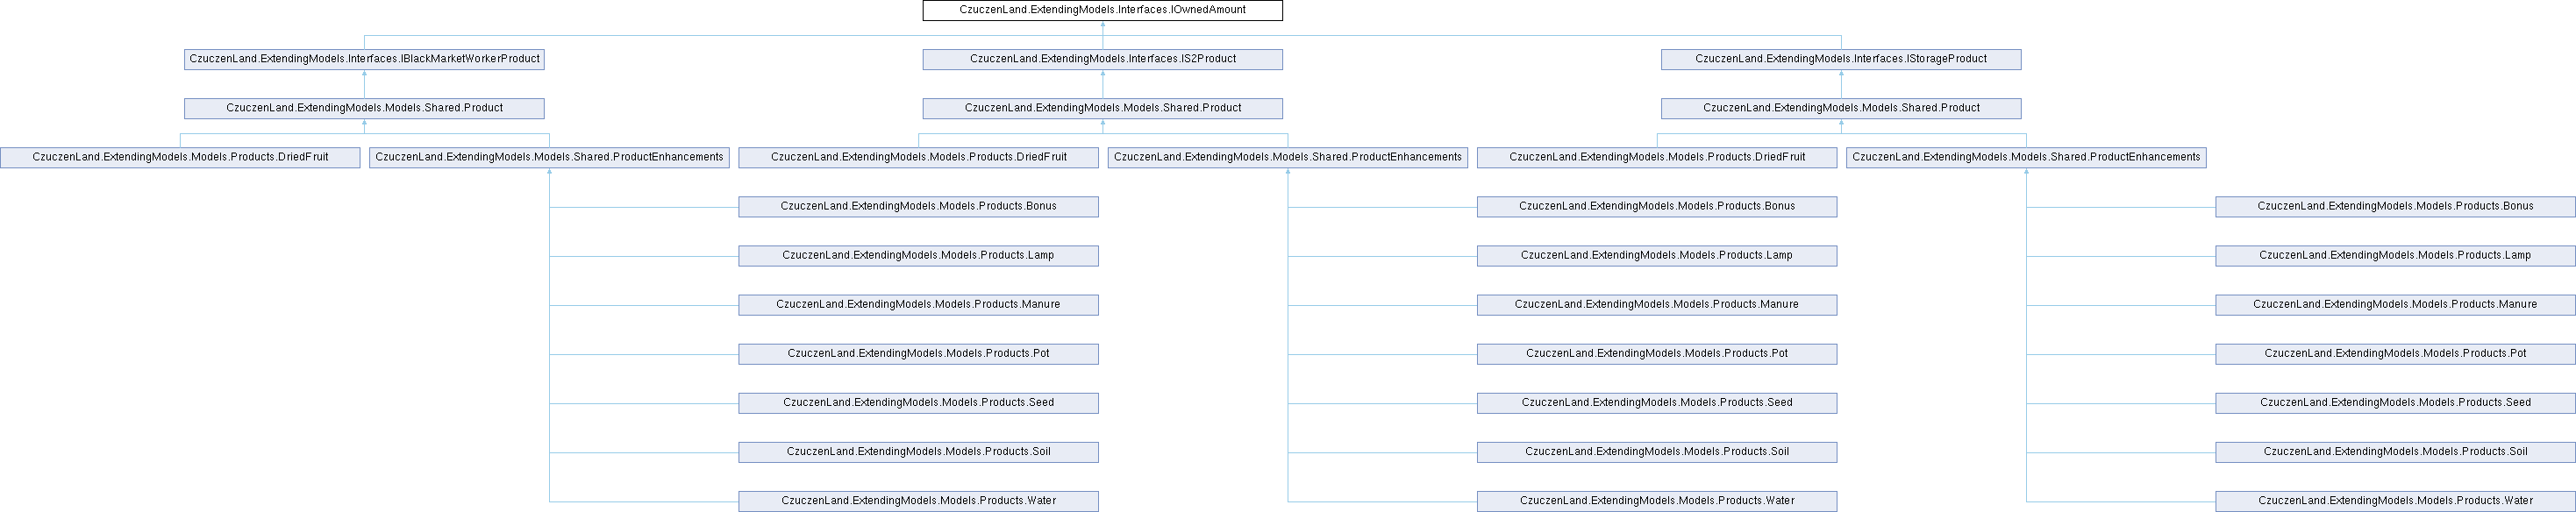 CzuczenLand.ExtendingModels.Interfaces.IOwnedAmount
CzuczenLand.ExtendingModels.Interfaces.IBlackMarketWorkerProduct
CzuczenLand.ExtendingModels.Interfaces.IS2Product
CzuczenLand.ExtendingModels.Interfaces.IStorageProduct
CzuczenLand.ExtendingModels.Models.Shared.Product
CzuczenLand.ExtendingModels.Models.Shared.Product
CzuczenLand.ExtendingModels.Models.Shared.Product
CzuczenLand.ExtendingModels.Models.Products.DriedFruit
CzuczenLand.ExtendingModels.Models.Shared.ProductEnhancements
CzuczenLand.ExtendingModels.Models.Products.DriedFruit
CzuczenLand.ExtendingModels.Models.Shared.ProductEnhancements
CzuczenLand.ExtendingModels.Models.Products.DriedFruit
CzuczenLand.ExtendingModels.Models.Shared.ProductEnhancements
CzuczenLand.ExtendingModels.Models.Products.Bonus
CzuczenLand.ExtendingModels.Models.Products.Bonus
CzuczenLand.ExtendingModels.Models.Products.Bonus
CzuczenLand.ExtendingModels.Models.Products.Lamp
CzuczenLand.ExtendingModels.Models.Products.Lamp
CzuczenLand.ExtendingModels.Models.Products.Lamp
CzuczenLand.ExtendingModels.Models.Products.Manure
CzuczenLand.ExtendingModels.Models.Products.Manure
CzuczenLand.ExtendingModels.Models.Products.Manure
CzuczenLand.ExtendingModels.Models.Products.Pot
CzuczenLand.ExtendingModels.Models.Products.Pot
CzuczenLand.ExtendingModels.Models.Products.Pot
CzuczenLand.ExtendingModels.Models.Products.Seed
CzuczenLand.ExtendingModels.Models.Products.Seed
CzuczenLand.ExtendingModels.Models.Products.Seed
CzuczenLand.ExtendingModels.Models.Products.Soil
CzuczenLand.ExtendingModels.Models.Products.Soil
CzuczenLand.ExtendingModels.Models.Products.Soil
CzuczenLand.ExtendingModels.Models.Products.Water
CzuczenLand.ExtendingModels.Models.Products.Water
CzuczenLand.ExtendingModels.Models.Products.Water